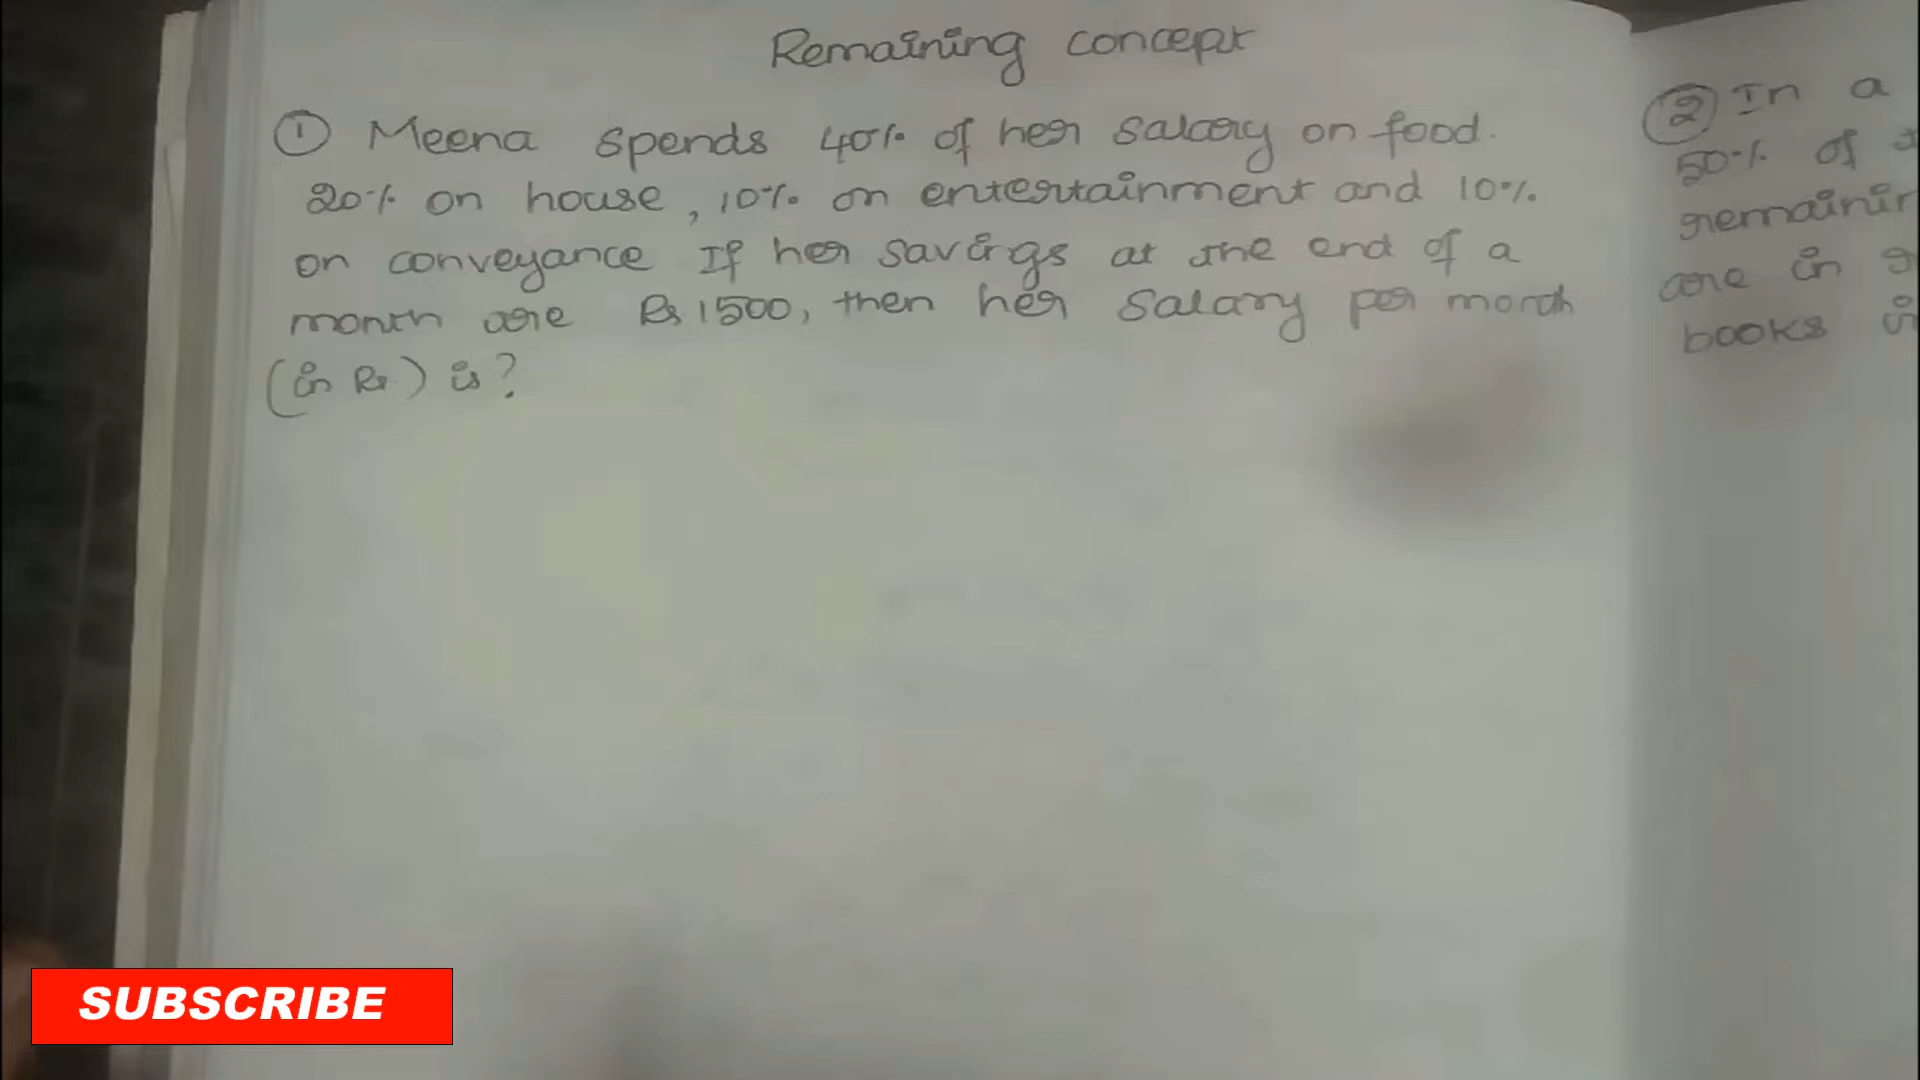 Remaining concept
① Meena spends 40% of her salary on food.
20% on house, 10% on entertainment and 10%
on conveyance If her savings at the end of a
month are Rs 1500, then her salary per month
(in Rs.) is?
② In a
50% of
remainin
are in
books
SUBSCRIBE